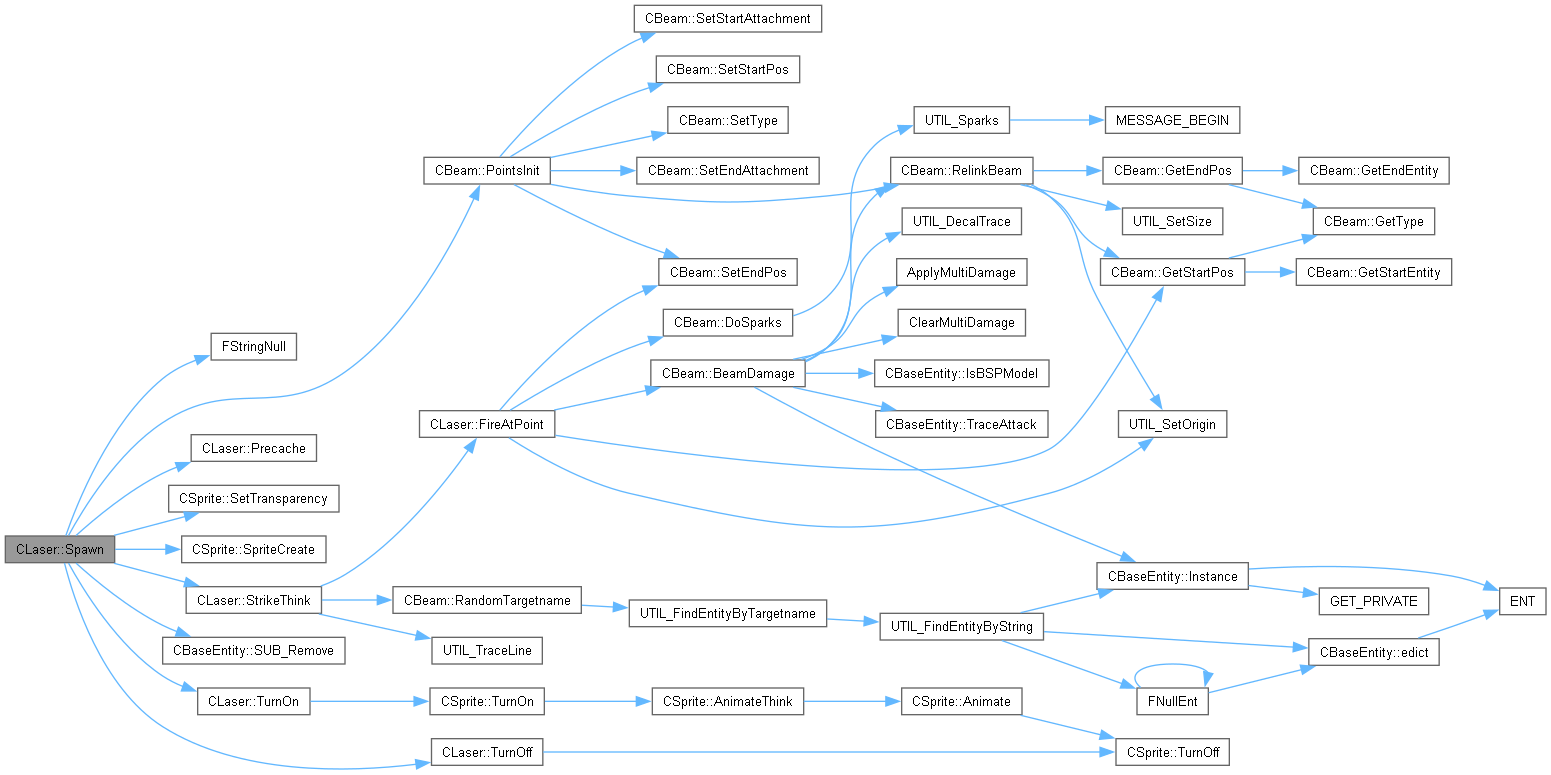 CBeam::SetStartAttachment
CBeam::SetStartPos
CBeam::SetType
UTIL_Sparks
MESSAGE_BEGIN
CBeam::PointsInit
CBeam::SetEndAttachment
CBeam::RelinkBeam
CBeam::GetEndPos
CBeam::GetEndEntity
UTIL_DecalTrace
UTIL_SetSize
CBeam::GetType
CBeam::SetEndPos
ApplyMultiDamage
CBeam::GetStartPos
CBeam::GetStartEntity
CBeam::DoSparks
ClearMultiDamage
FStringNull
CBeam::BeamDamage
CBaseEntity::IsBSPModel
CLaser::FireAtPoint
CBaseEntity::TraceAttack
UTIL_SetOrigin
CLaser::Precache
CSprite::SetTransparency
CLaser::Spawn
CSprite::SpriteCreate
CBaseEntity::Instance
CLaser::StrikeThink
CBeam::RandomTargetname
GET_PRIVATE
ENT
UTIL_FindEntityByTargetname
UTIL_FindEntityByString
CBaseEntity::SUB_Remove
UTIL_TraceLine
CBaseEntity::edict
CLaser::TurnOn
CSprite::TurnOn
CSprite::AnimateThink
CSprite::Animate
FNullEnt
CLaser::TurnOff
CSprite::TurnOff